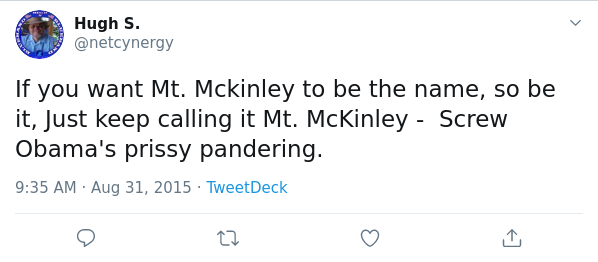 Hugh S.
@netcynergy
If you want Mt. Mckinley to be the name, so be
it, Just keep calling it Mt. McKinley -  Screw
Obama's prissy pandering.
9:35 AM · Aug 31, 2015 · TweetDeck